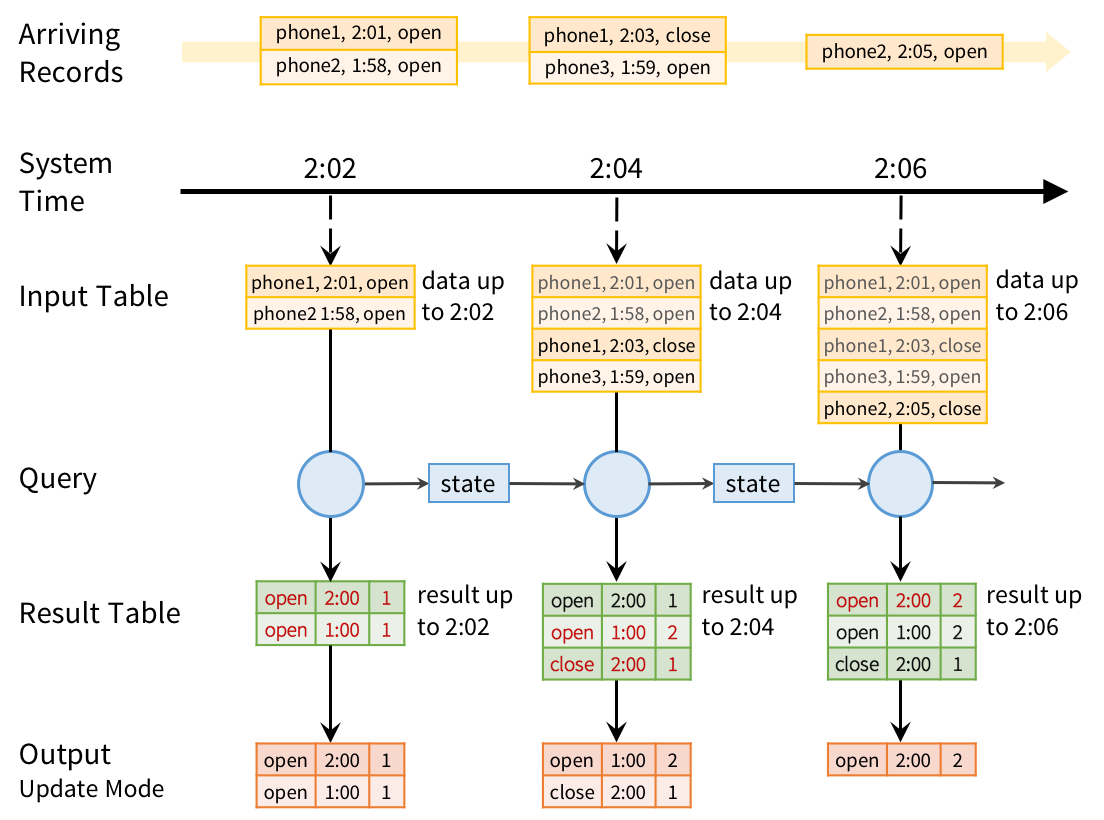 Arriving
Records
phone1, 2:01, open
phone2, 1:58, open
phone1, 2:03, close
phone3, 1:59, open
phone2, 2:05, open
System
Time
2:02
2:04
2:06
Input Table
phone1, 2:01, open
phone2 1:58, open
data up
to 2:02
phone1, 2:01, open
phone2, 1:58, open
phone1, 2:03, close
phone3, 1:59, open
data up
to 2:04
phone1, 2:01, open
phone2, 1:58, open
phone1, 2:03, close
phone3, 1:59, open
phone2, 2:05, close
data up
to 2:06
Query
state
state
Result Table
open 2:00 1
open 1:00 1
result up
to 2:02
open 2:00 1
open 1:00 2
close 2:00 1
result up
to 2:04
open 2:00 2
open 1:00 2
close 2:00 1
result up
to 2:06
Output
Update Mode
open 2:00 1
open 1:00 1
open 1:00 2
close 2:00 1
open 2:00 2